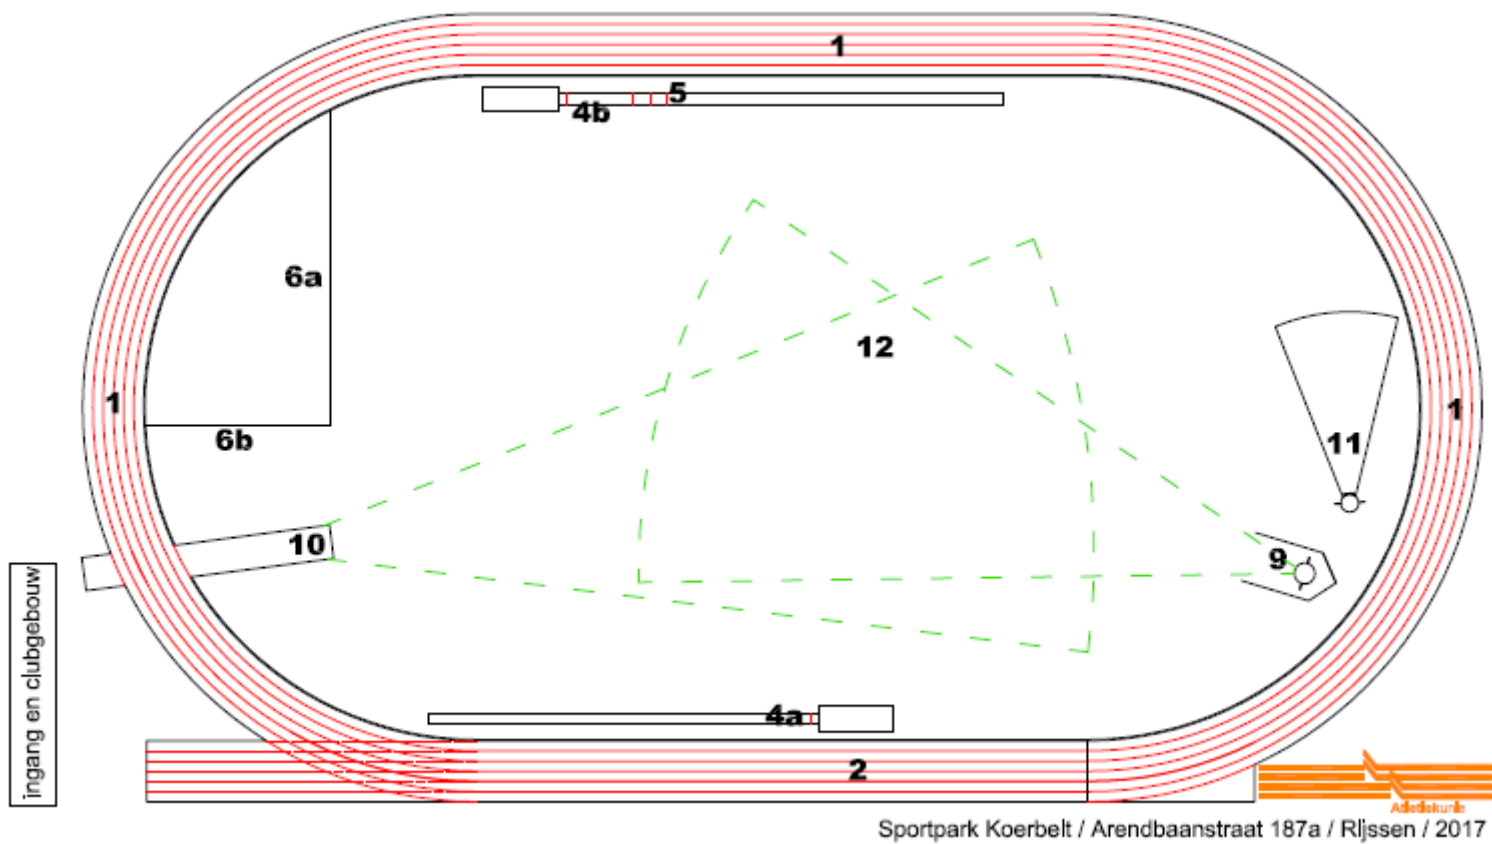 1
5
4b
6a
12
1
1
6b
11
10
9
ingang en clubgebouw
4a
2
Atletiekunie
Sportpark Koerbelt / Arendbaanstraat 187a / RIjssen / 2017